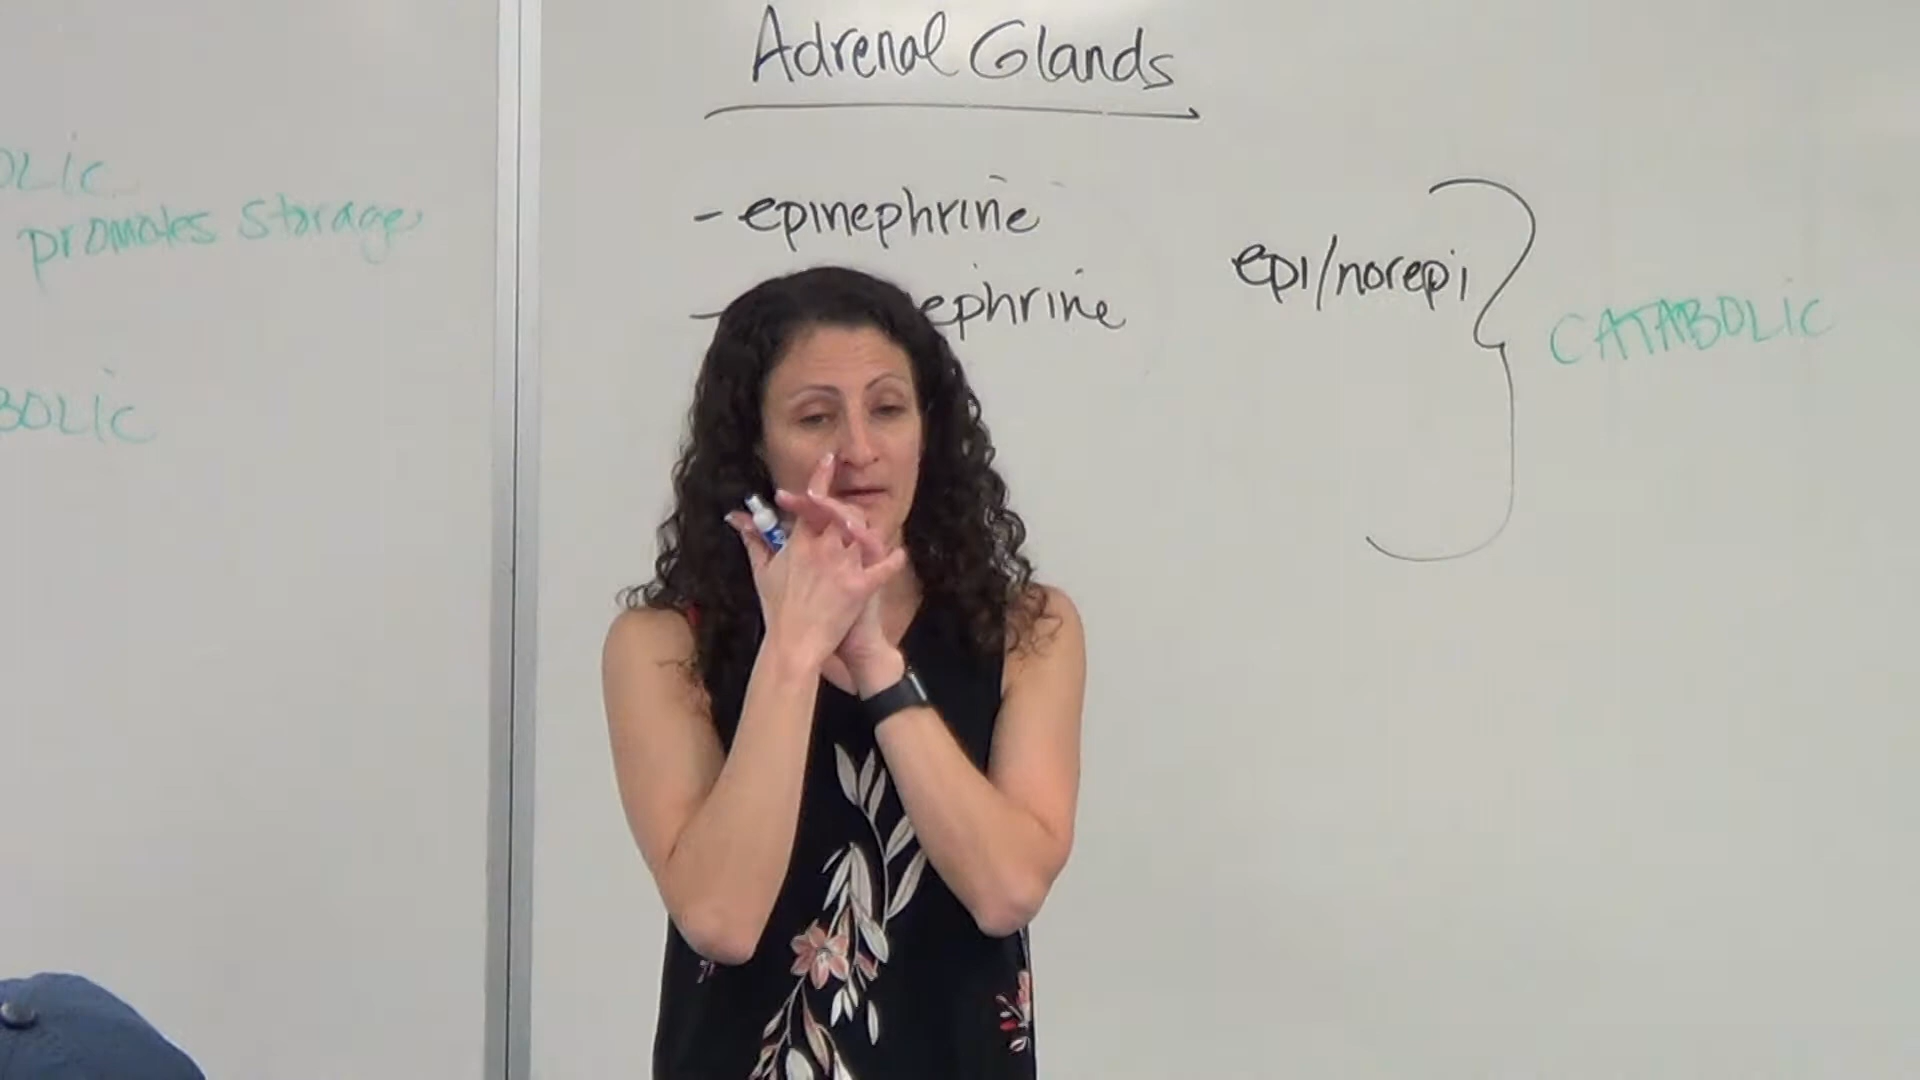 Adrenal Glands
OLiC
promotes storage
BOLiC
- epinephrine
- ephrine
epi/norepi
CATABOLiC